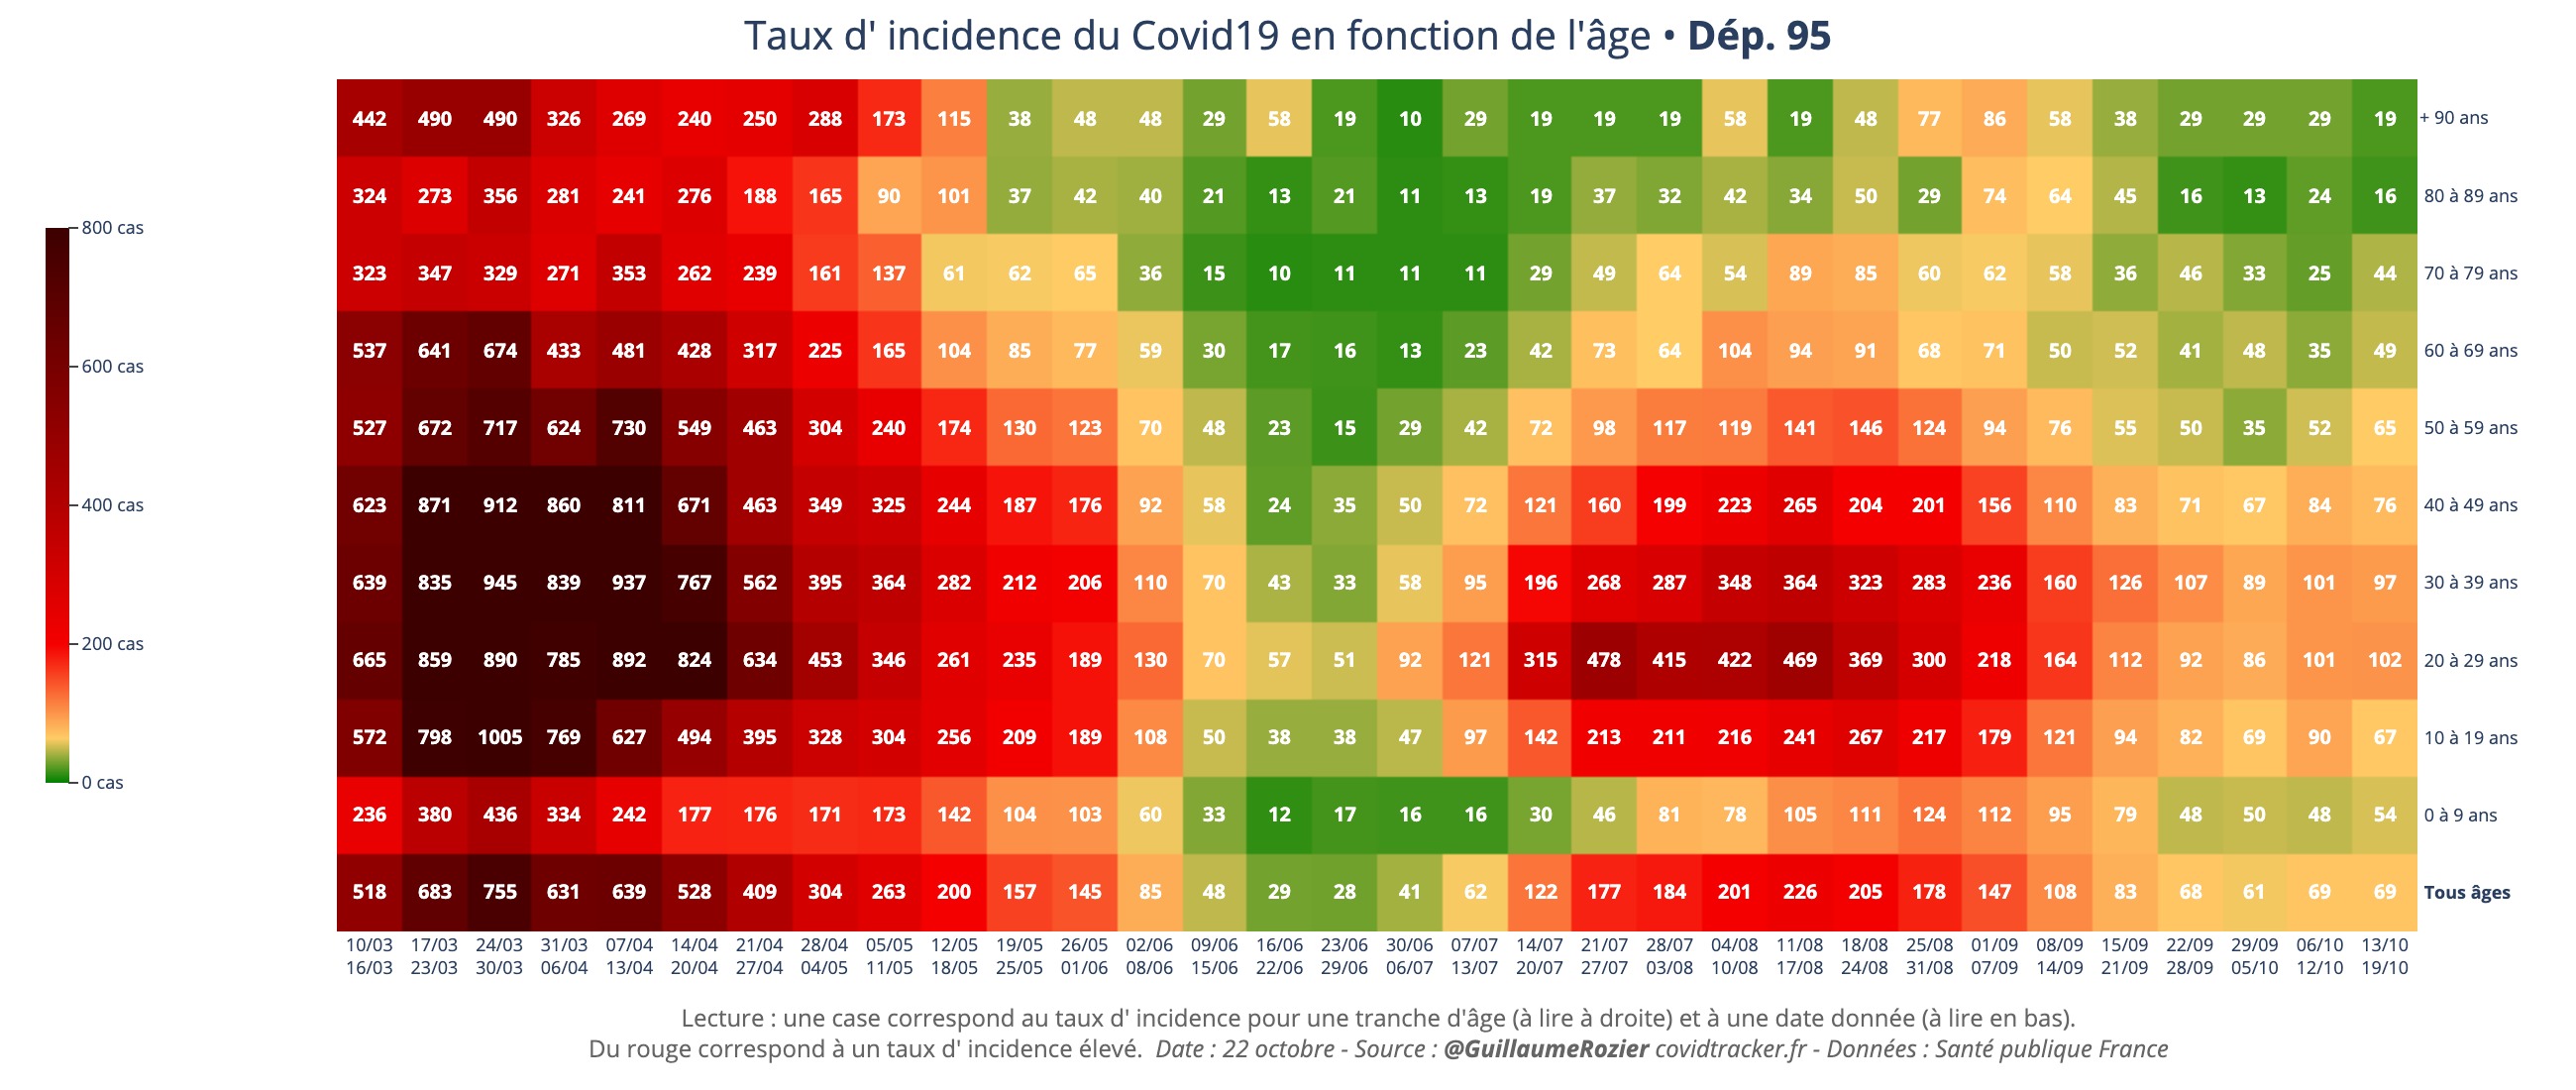 Taux d' incidence du Covid19 en fonction de l'âge • Dép. 95
800 cas
600 cas
400 cas
200 cas
0 cas
442 490 490 326 269 240 250 288 173 115 38 48 48 29 58 19 10 29 19 19 19 58 19 48 77 86 58 38 29 29 29 19 + 90 ans
324 273 356 281 241 276 188 165 90 101 37 42 40 21 13 21 11 13 19 37 32 42 34 50 29 74 64 45 16 13 24 16 80 à 89 ans
323 347 329 271 353 262 239 161 137 61 62 65 36 15 10 11 11 11 29 49 64 54 89 85 60 62 58 36 46 33 25 44 70 à 79 ans
537 641 674 433 481 428 317 225 165 104 85 77 59 30 17 16 13 23 42 73 64 104 94 91 68 71 50 52 41 48 35 49 60 à 69 ans
527 672 717 624 730 549 463 304 240 174 130 123 70 48 23 15 29 42 72 98 117 119 141 146 124 94 76 55 50 35 52 65 50 à 59 ans
623 871 912 860 811 671 463 349 325 244 187 176 92 58 24 35 50 72 121 160 199 223 265 204 201 156 110 83 71 67 84 76 40 à 49 ans
639 835 945 839 937 767 562 395 364 282 212 206 110 70 43 33 58 95 196 268 287 348 364 323 283 236 160 126 107 89 101 97 30 à 39 ans
665 859 890 785 892 824 634 453 346 261 235 189 130 70 57 51 92 121 315 478 415 422 469 369 300 218 164 112 92 86 101 102 20 à 29 ans
572 798 1005 769 627 494 395 328 304 256 209 189 108 50 38 38 47 97 142 213 211 216 241 267 217 179 121 94 82 69 90 67 10 à 19 ans
236 380 436 334 242 177 176 171 173 142 104 103 60 33 12 17 16 16 30 46 81 78 105 111 124 112 95 79 48 50 48 54 0 à 9 ans
518 683 755 631 639 528 409 304 263 200 157 145 85 48 29 28 41 62 122 177 184 201 226 205 178 147 108 83 68 61 69 69 Tous âges
10/03 17/03 24/03 31/03 07/04 14/04 21/04 28/04 05/05 12/05 19/05 26/05 02/06 09/06 16/06 23/06 30/06 07/07 14/07 21/07 28/07 04/08 11/08 18/08 25/08 01/09 08/09 15/09 22/09 29/09 06/10 13/10
16/03 23/03 30/03 06/04 13/04 20/04 27/04 04/05 11/05 18/05 25/05 01/06 08/06 15/06 22/06 29/06 06/07 13/07 20/07 27/07 03/08 10/08 17/08 24/08 31/08 07/09 14/09 21/09 28/09 05/10 12/10 19/10
Lecture : une case correspond au taux d' incidence pour une tranche d'âge (à lire à droite) et à une date donnée (à lire en bas).
Du rouge correspond à un taux d' incidence élevé. Date : 22 octobre - Source : @GuillaumeRozier covidtracker.fr - Données : Santé publique France